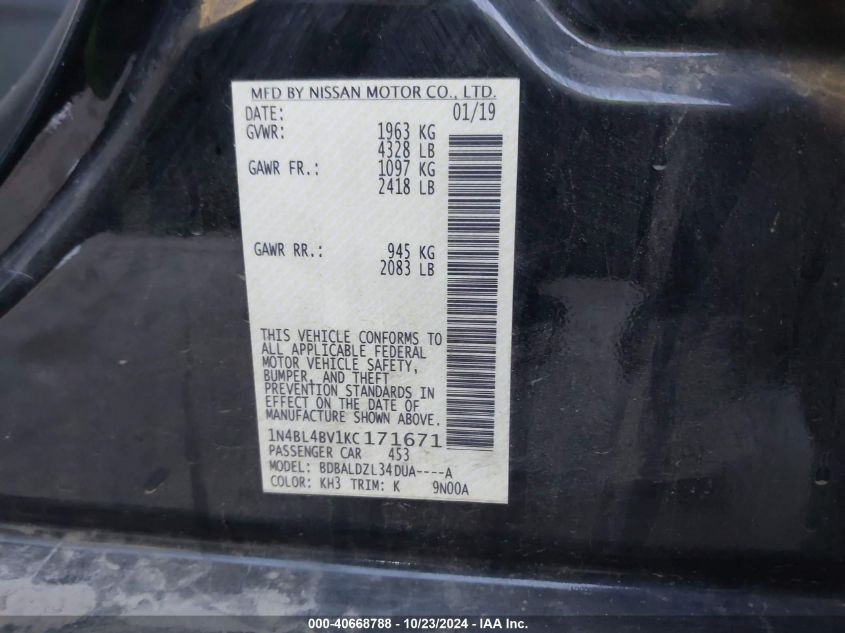 MFD BY NISSAN MOTOR CO., LTD.
DATE: 01/19
GVWR: 1963 KG
4328 LB
GAWR FR.: 1097 KG
2418 LB
GAWR RR.: 945 KG
2083 LB
THIS VEHICLE CONFORMS TO
ALL APPLICABLE FEDERAL
MOTOR VEHICLE SAFETY,
BUMPER, AND THEFT
PREVENTION STANDARDS IN
EFFECT ON THE DATE OF
MANUFACTURE SHOWN ABOVE.
1N4BL4BV1KC171671
PASSENGER CAR 453
MODEL: BDBALDZL34DUA----A
COLOR: KH3 TRIM: K 9N00A
000-40668788 - 10/23/2024 - IAA Inc.